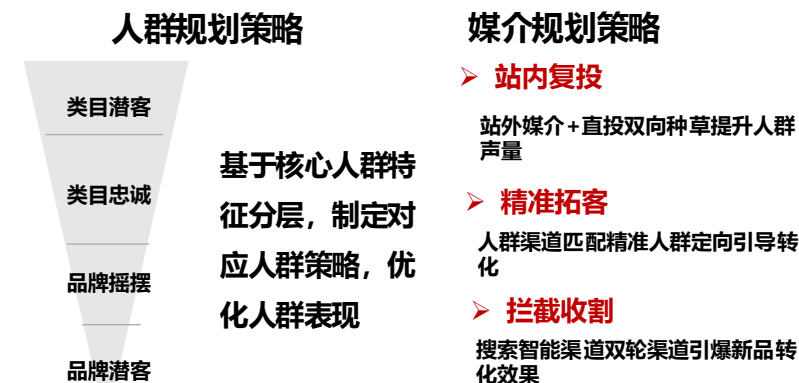 人群规划策略
类目潜客
类目忠诚
品牌摇摆
品牌潜客
基于核心人群特
征分层，制定对
应人群策略，优
化人群表现
媒介规划策略
➢ 站内复投
站外媒介+直投双向种草提升人群
声量
➢ 精准拓客
人群渠道匹配精准人群定向引导转
化
➢ 拦截收割
搜索智能渠道双轮渠道引爆新品转
化效果